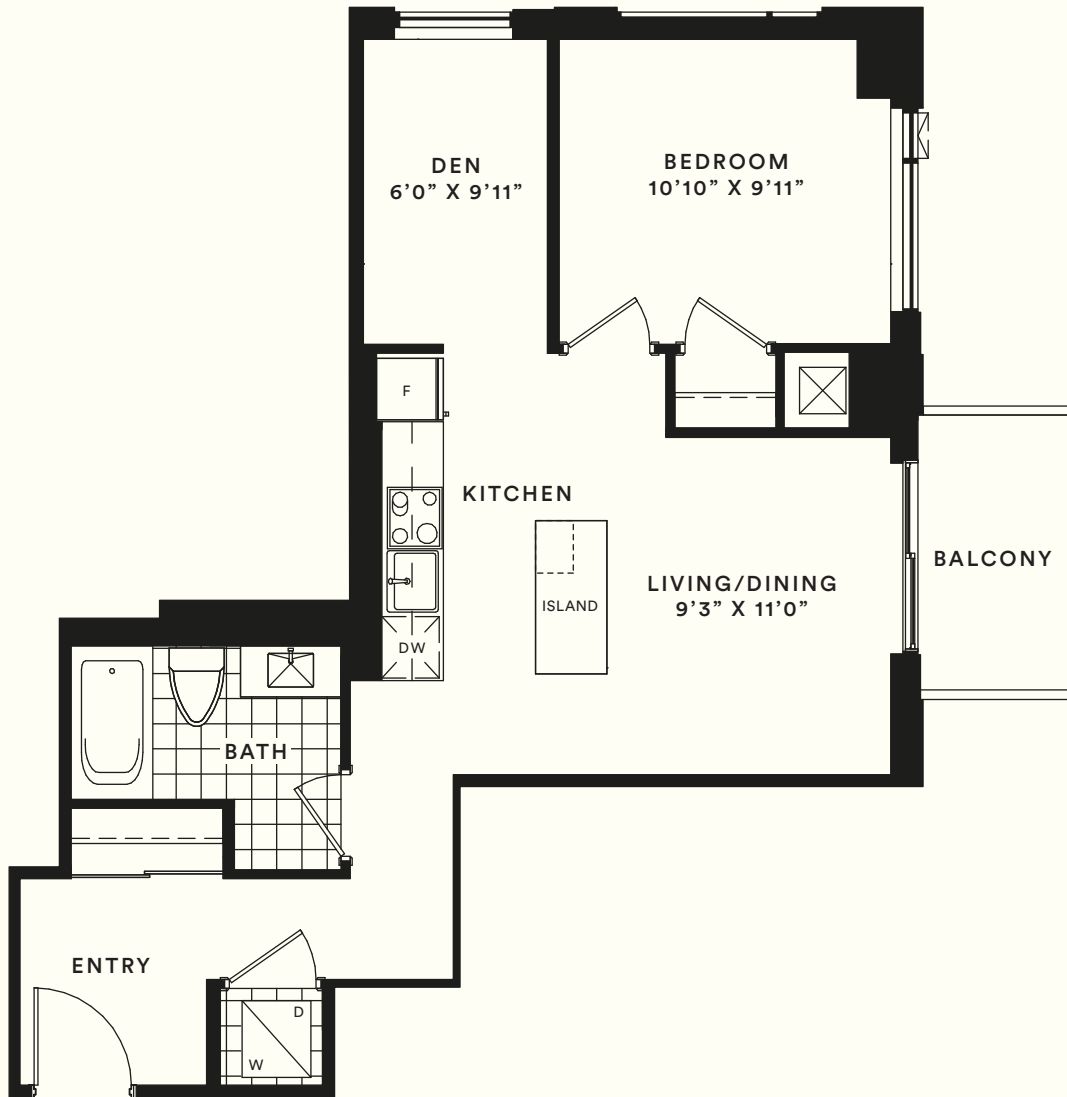 DEN
6’0” X 9’11”
BEDROOM
10’10” X 9’11”
F
KITCHEN
ISLAND
LIVING/DINING
9’3” X 11’0”
BALCONY
DW
BATH
ENTRY
D
W